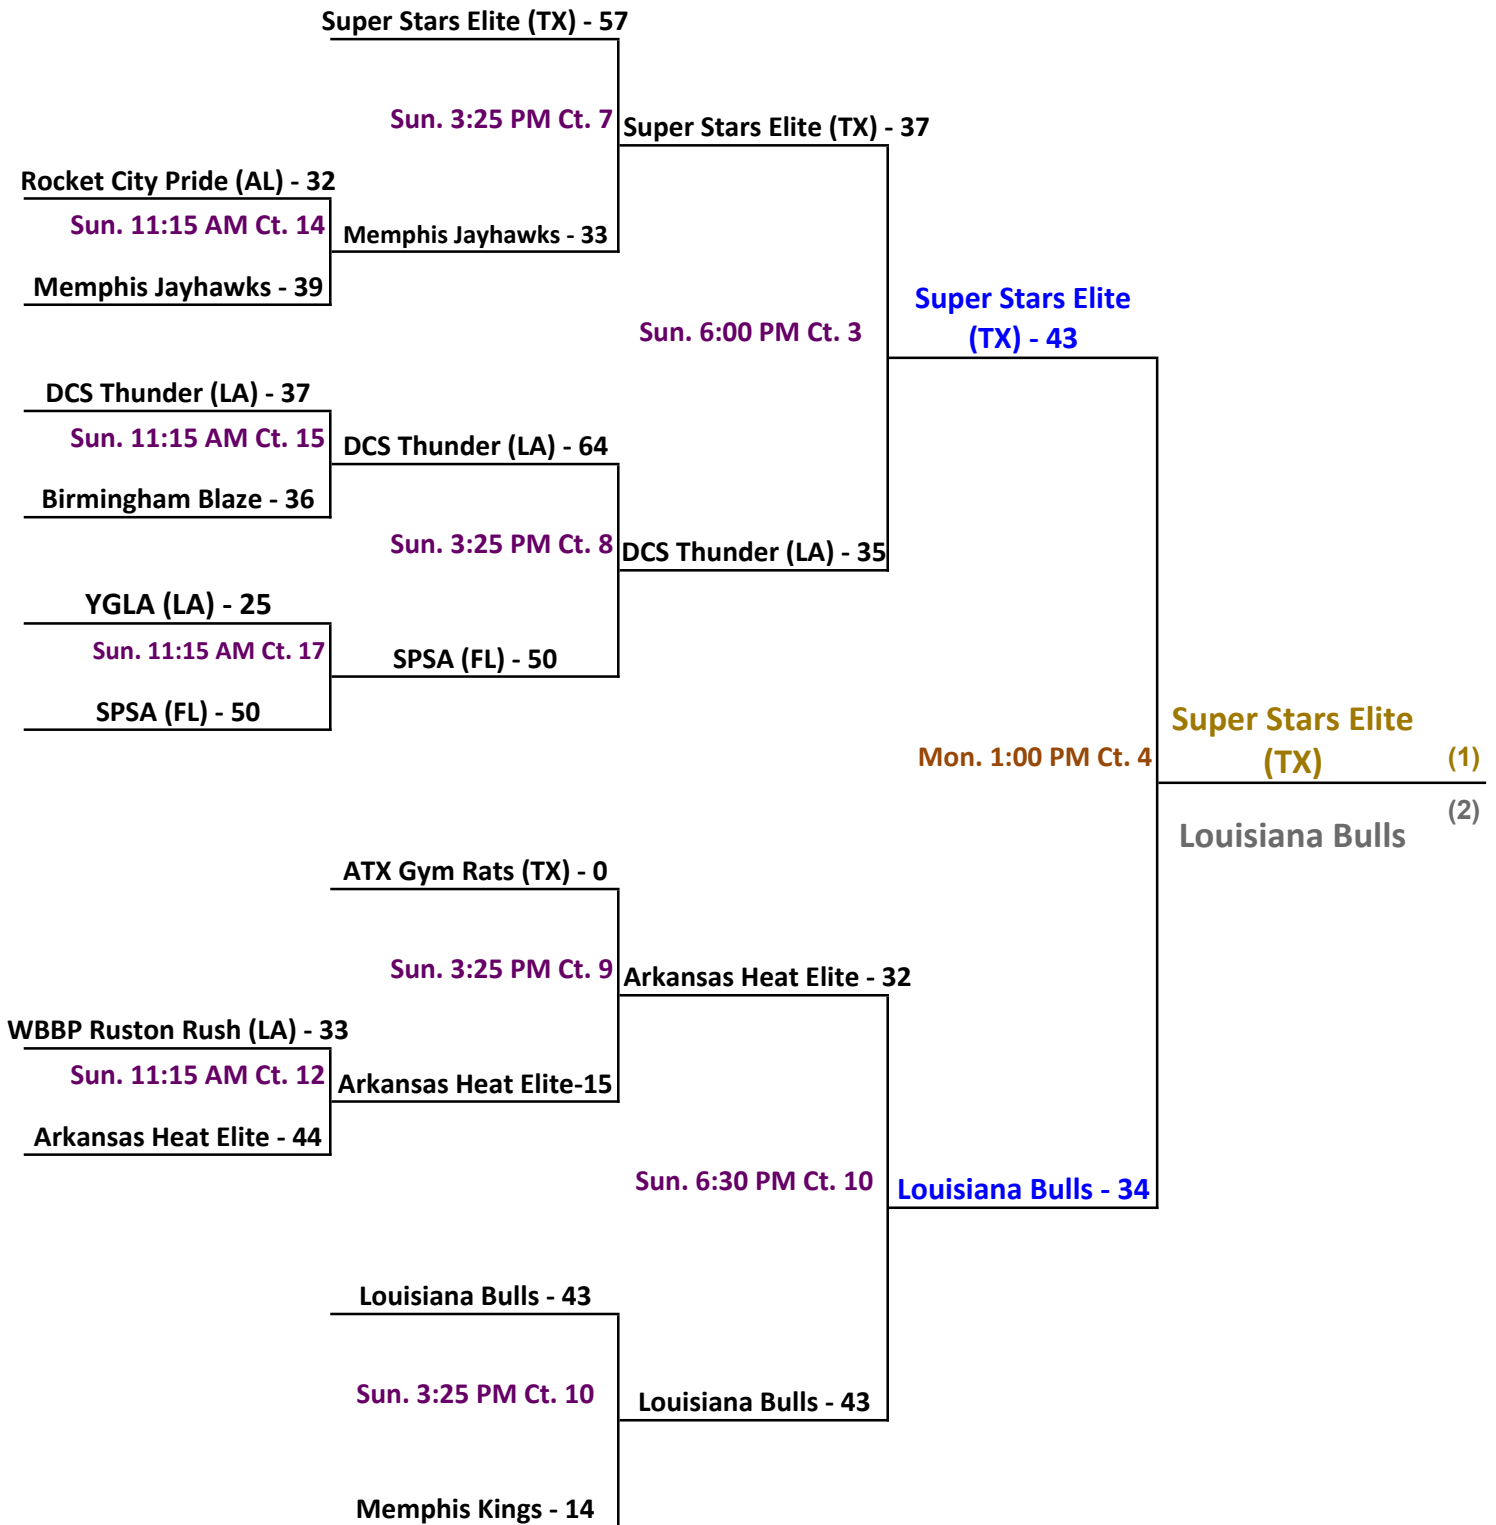 Super Stars Elite (TX) - 57
Sun. 3:25 PM Ct. 7
Super Stars Elite (TX) - 37
Rocket City Pride (AL) - 32
Sun. 11:15 AM Ct. 14
Memphis Jayhawks - 33
Memphis Jayhawks - 39
Super Stars Elite
(TX) - 43
Sun. 6:00 PM Ct. 3
DCS Thunder (LA) - 37
Sun. 11:15 AM Ct. 15
DCS Thunder (LA) - 64
Birmingham Blaze - 36
Sun. 3:25 PM Ct. 8
DCS Thunder (LA) - 35
YGLA (LA) - 25
Sun. 11:15 AM Ct. 17
SPSA (FL) - 50
SPSA (FL) - 50
Super Stars Elite
(TX)
(1)
Mon. 1:00 PM Ct. 4
(2)
Louisiana Bulls
ATX Gym Rats (TX) - 0
Sun. 3:25 PM Ct. 9
Arkansas Heat Elite - 32
WBBP Ruston Rush (LA) - 33
Sun. 11:15 AM Ct. 12
Arkansas Heat Elite-15
Arkansas Heat Elite - 44
Sun. 6:30 PM Ct. 10
Louisiana Bulls - 34
Louisiana Bulls - 43
Sun. 3:25 PM Ct. 10
Louisiana Bulls - 43
Memphis Kings - 14